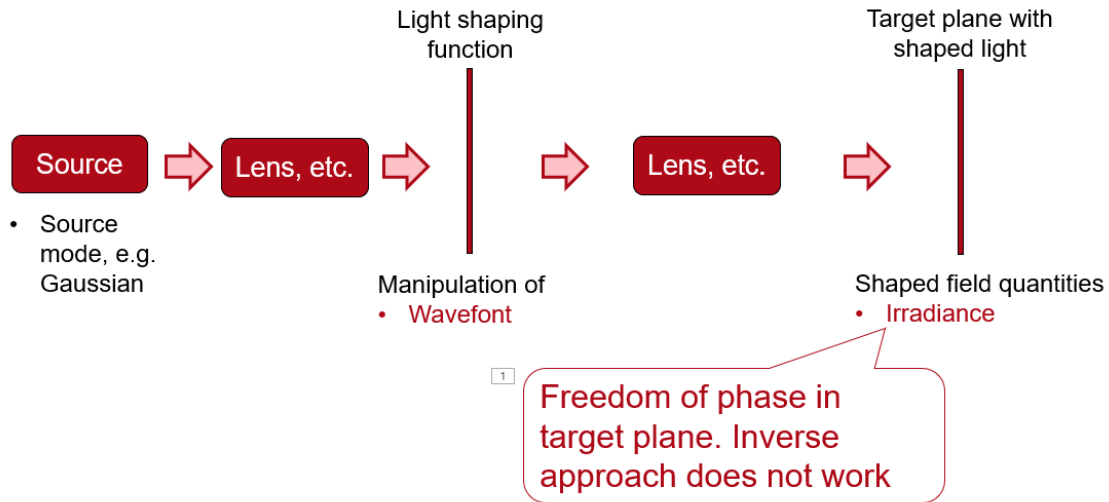 Light shaping
function
Target plane with
shaped light
Source
Lens, etc.
Lens, etc.
• Source
mode, e.g.
Gaussian
Manipulation of
• Wavefont
Shaped field quantities
• Irradiance
1
Freedom of phase in
target plane. Inverse
approach does not work